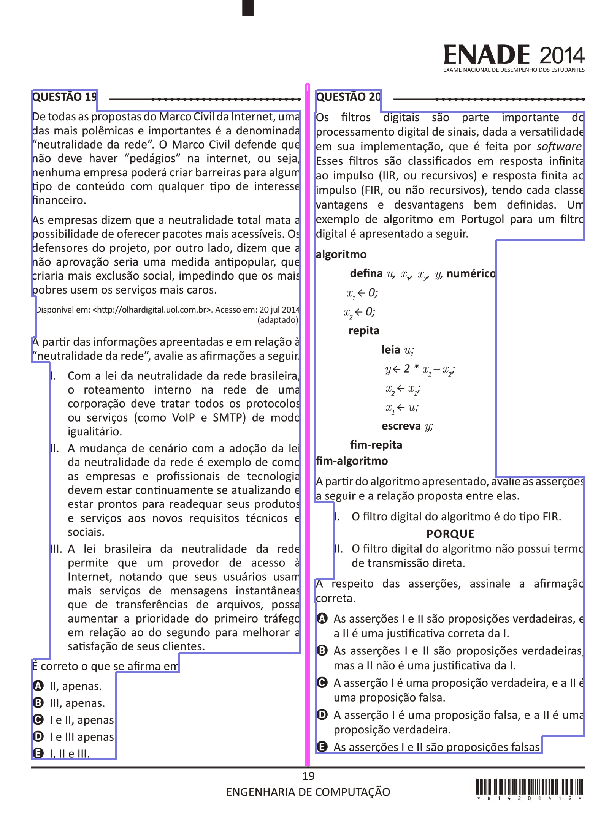 ENADE 2014
EXAME NACIONAL DE DESEMPENHO DOS ESTUDANTES
QUESTÃO 19
De todas as propostas do Marco Civil da Internet, uma
das mais polêmicas e importantes é a denominada
“neutralidade da rede”. O Marco Civil defende que
não deve haver “pedágios” na internet, ou seja,
nenhuma empresa poderá criar barreiras para algum
tipo de conteúdo com qualquer tipo de interesse
financeiro.
As empresas dizem que a neutralidade total mata a
possibilidade de oferecer pacotes mais acessíveis. Os
defensores do projeto, por outro lado, dizem que a
não aprovação seria uma medida antipopular, que
criaria mais exclusão social, impedindo que os mais
pobres usem os serviços mais caros.
Disponível em: <http://olhardigital.uol.com.br>. Acesso em: 20 jul 2014
(adaptado)
A partir das informações apreentadas e em relação à
“neutralidade da rede”, avalie as afirmações a seguir.
I. Com a lei da neutralidade da rede brasileira,
o roteamento interno na rede de uma
corporação deve tratar todos os protocolos
ou serviços (como VoIP e SMTP) de modo
igualitário.
II. A mudança de cenário com a adoção da lei
da neutralidade da rede é exemplo de como
as empresas e profissionais de tecnologia
devem estar continuamente se atualizando e
estar prontos para readequar seus produtos
e serviços aos novos requisitos técnicos e
sociais.
III. A lei brasileira da neutralidade da rede
permite que um provedor de acesso à
Internet, notando que seus usuários usam
mais serviços de mensagens instantâneas
que de transferências de arquivos, possa
aumentar a prioridade do primeiro tráfego
em relação ao do segundo para melhorar a
satisfação de seus clientes.
É correto o que se afirma em
A II, apenas.
B III, apenas.
C I e II, apenas
D I e III apenas
E I, II e III.
QUESTÃO 20
Os filtros digitais são parte importante do
processamento digital de sinais, dada a versatilidade
em sua implementação, que é feita por software.
Esses filtros são classificados em resposta infinita
ao impulso (IIR, ou recursivos) e resposta finita ao
impulso (FIR, ou não recursivos), tendo cada classe
vantagens e desvantagens bem definidas. Um
exemplo de algoritmo em Portugol para um filtro
digital é apresentado a seguir.
algoritmo
defina u, x₁, x₂, y, numérico
x₁ ← 0;
x₂ ← 0;
repita
leia u;
y ← 2 * x₁ – x₂;
x₂ ← x₁;
x₁ ← u;
escreva y;
fim-repita
fim-algoritmo
A partir do algoritmo apresentado, avalie as asserções
a seguir e a relação proposta entre elas.
I. O filtro digital do algoritmo é do tipo FIR.
PORQUE
II. O filtro digital do algoritmo não possui termo
de transmissão direta.
A respeito das asserções, assinale a afirmação
correta.
A As asserções I e II são proposições verdadeiras, e
a II é uma justificativa correta da I.
B As asserções I e II são proposições verdadeiras,
mas a II não é uma justificativa da I.
C A asserção I é uma proposição verdadeira, e a II é
uma proposição falsa.
D A asserção I é uma proposição falsa, e a II é uma
proposição verdadeira.
E As asserções I e II são proposições falsas
19
ENGENHARIA DE COMPUTAÇÃO